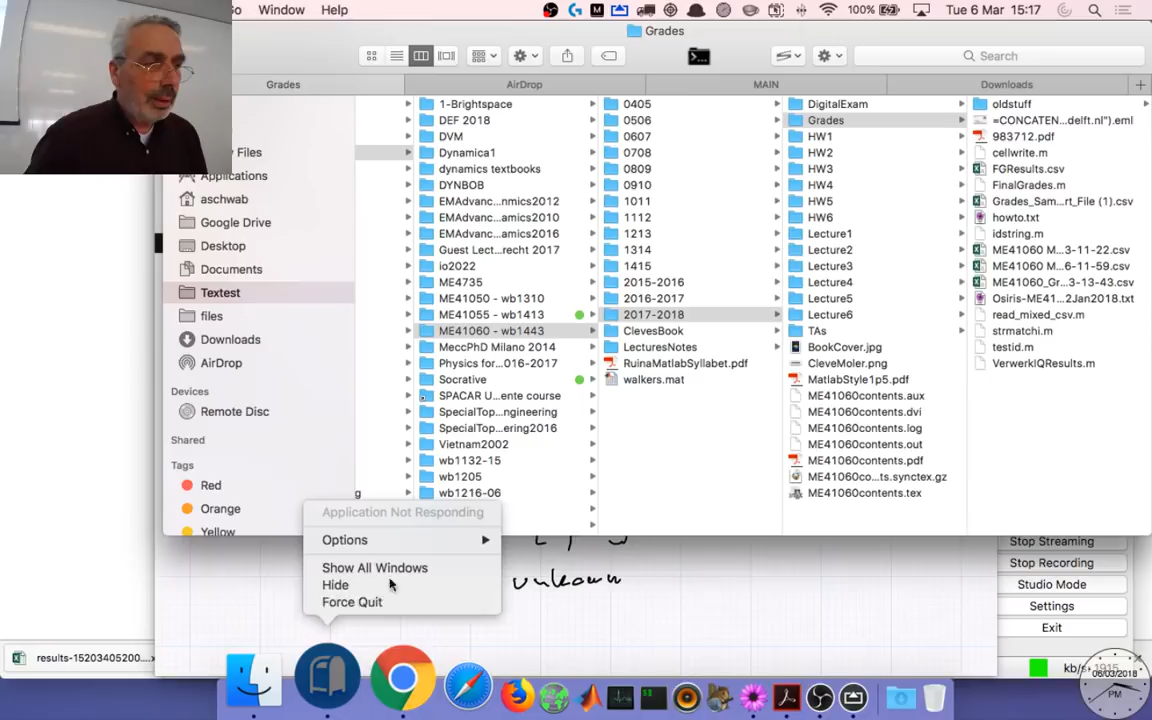 Window Help
100%
Tue 6 Mar 15:17
Grades
Search
Grades
AirDrop
MAIN
Downloads
Files
Applications
aschwab
Google Drive
Desktop
Documents
Textest
files
Downloads
AirDrop
Devices
Remote Disc
Shared
Tags
Red
Orange
Yellow
1-Brightspace
DEF 2018
DVM
Dynamica1
dynamics textbooks
DYNBOB
EMAdvanc...nmics2012
EMAdvanc...amics2010
EMAdvanc...amics2016
Guest Lect...recht 2017
io2022
ME4735
ME41050 - wb1310
ME41055 - wb1413
ME41060 - wb1443
MeccPhD Milano 2014
Physics for...016-2017
Socrative
SPACAR U...ente course
SpecialTop...ngineering
SpecialTop...ering2016
Vietnam2002
wb1132-15
wb1205
wb1216-06
0405
0506
0607
0708
0809
0910
1011
1112
1213
1314
1415
2015-2016
2016-2017
2017-2018
ClevesBook
LecturesNotes
RuinaMatlabSyllabet.pdf
walkers.mat
DigitalExam
Grades
HW1
HW2
HW3
HW4
HW5
HW6
Lecture1
Lecture2
Lecture3
Lecture4
Lecture5
Lecture6
TAs
BookCover.jpg
CleveMoler.png
MatlabStyle1p5.pdf
ME41060contents.aux
ME41060contents.dvi
ME41060contents.log
ME41060contents.out
ME41060contents.pdf
ME41060co...ts.synctex.gz
ME41060contents.tex
oldstuff
=CONCATEN...delft.nl").eml
983712.pdf
cellwrite.m
FGResults.csv
FinalGrades.m
Grades_Sam...rt_File (1).csv
howto.txt
idstring.m
ME41060 M...3-11-22.csv
ME41060 M...6-11-59.csv
ME41060_Gr...3-13-43.csv
Osiris-ME41...2Jan2018.txt
read_mixed_csv.m
strmatchi.m
testid.m
VerwerkIQResults.m
Application Not Responding
Options
Show All Windows
Hide
Force Quit
unknown
Stop Streaming
Stop Recording
Studio Mode
Settings
Exit
kb/s 1915
results-15203405200....x
06/03/2018
PM